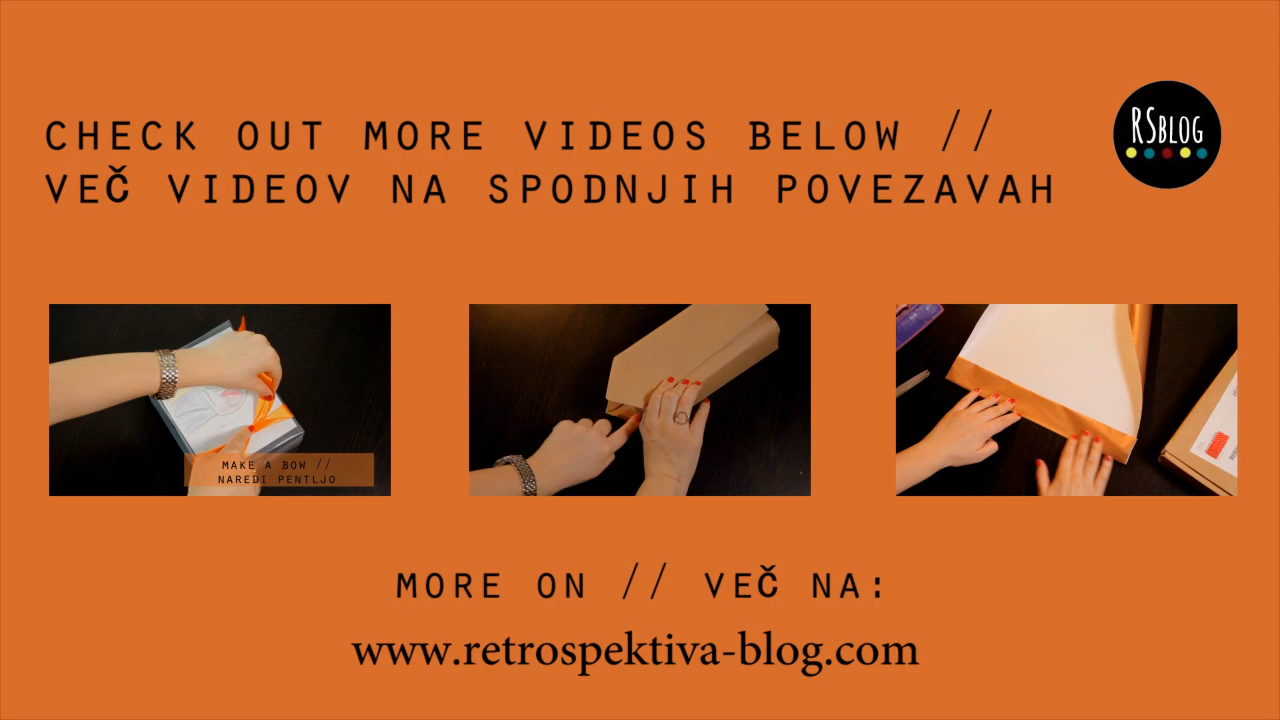 CHECK OUT MORE VIDEOS BELOW //
VEČ VIDEOV NA SPODNJIH POVEZAVAH
RSBLOG
MAKE A BOW //
NAREDI PENTLJO
MORE ON // VEČ NA:
www.retrospektiva-blog.com